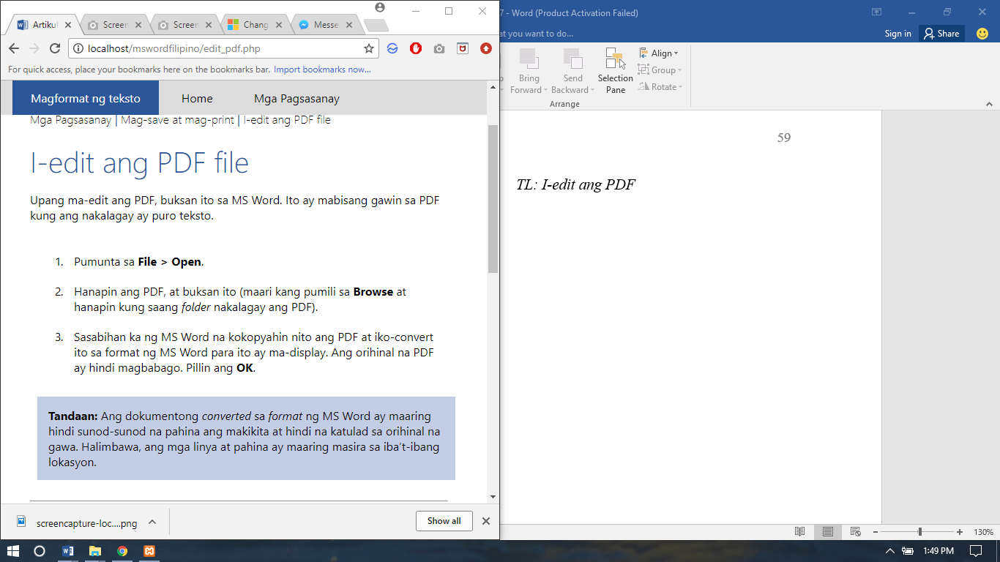 Artikul
Screen
Screen
Chang
Messe
7 - Word (Product Activation Failed)
localhost/mswordfilipino/edit_pdf.php
at you want to do...
Sign in
Share
For quick access, place your bookmarks here on the bookmarks bar. Import bookmarks now...
Magformat ng teksto
Home
Mga Pagsasanay
Mga Pagsasanay | Mag-save at mag-print | I-edit ang PDF file
I-edit ang PDF file
Upang ma-edit ang PDF, buksan ito sa MS Word. Ito ay mabisang gawin sa PDF
kung ang nakalagay ay puro teksto.
1. Pumunta sa File > Open.
2. Hanapin ang PDF, at buksan ito (maari kang pumili sa Browse at
hanapin kung saang folder nakalagay ang PDF).
3. Sasabihan ka ng MS Word na kokopyahin nito ang PDF at iko-convert
ito sa format ng MS Word para ito ay ma-display. Ang orihinal na PDF
ay hindi magbabago. Pillin ang OK.
Tandaan: Ang dokumentong converted sa format ng MS Word ay maaring
hindi sunod-sunod na pahina ang makikita at hindi na katulad sa orihinal na
gawa. Halimbawa, ang mga linya at pahina ay maaring masira sa iba't-ibang
lokasyon.
screencapture-loc....png
Show all
Bring
Forward
Send
Backward
Selection
Pane
Align
Group
Rotate
Arrange
59
TL: I-edit ang PDF
130%
1:49 PM